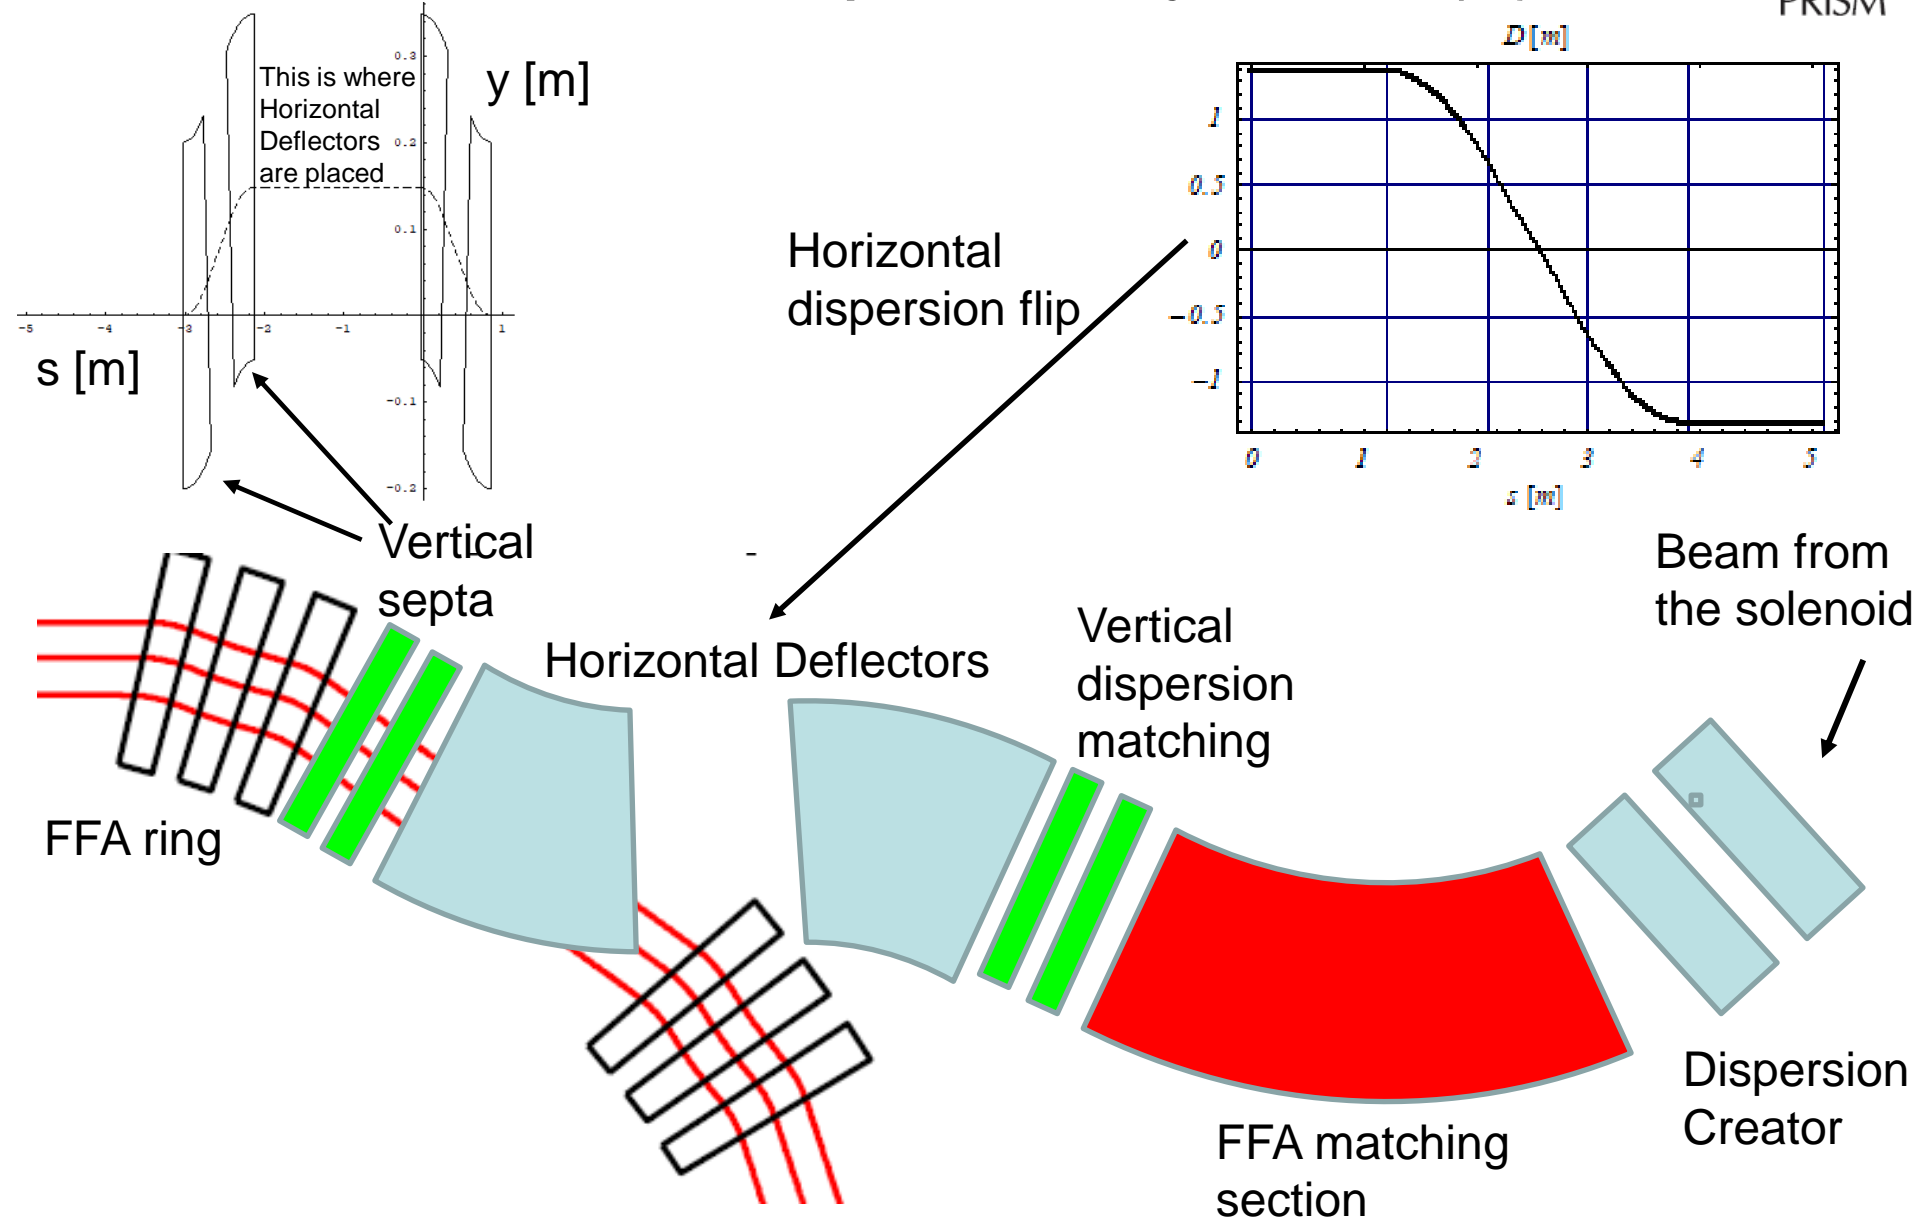 PRISM
D[m]
0.3
This is where
Horizontal
Deflectors
are placed
y [m]
0.2
0.1
-0.1
-0.2
-5
-4
-3
-2
-1
1
s [m]
1
0.5
0
-0.5
-1
0
1
2
3
4
5
s [m]
Horizontal
dispersion flip
Vertical
septa
Beam from
the solenoid
Horizontal Deflectors
Vertical
dispersion
matching
FFA ring
Dispersion
Creator
FFA matching
section